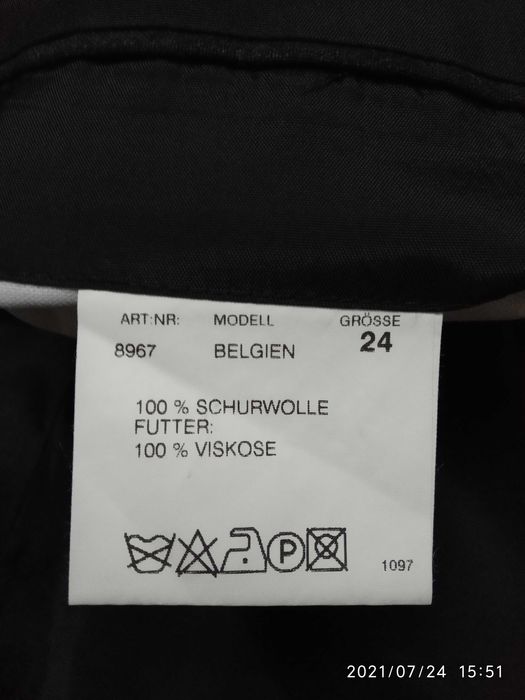 ART:NR: MODELL GRÖSSE
8967 BELGIEN 24
100 % SCHURWOLLE
FUTTER:
100 % VISKOSE
P
1097
2021/07/24 15:51